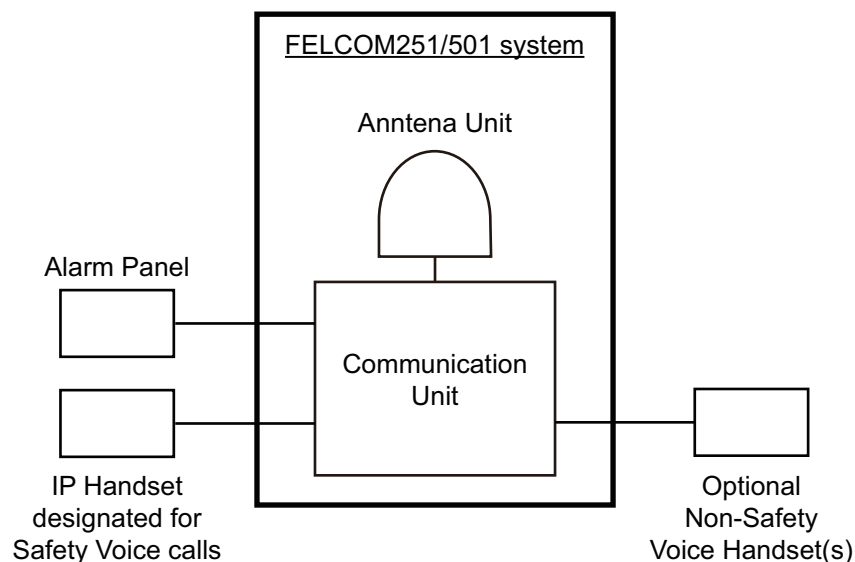 FELCOM251/501 system
Anntena Unit
Alarm Panel
Communication
Unit
IP Handset
designated for
Safety Voice calls
Optional
Non-Safety
Voice Handset(s)